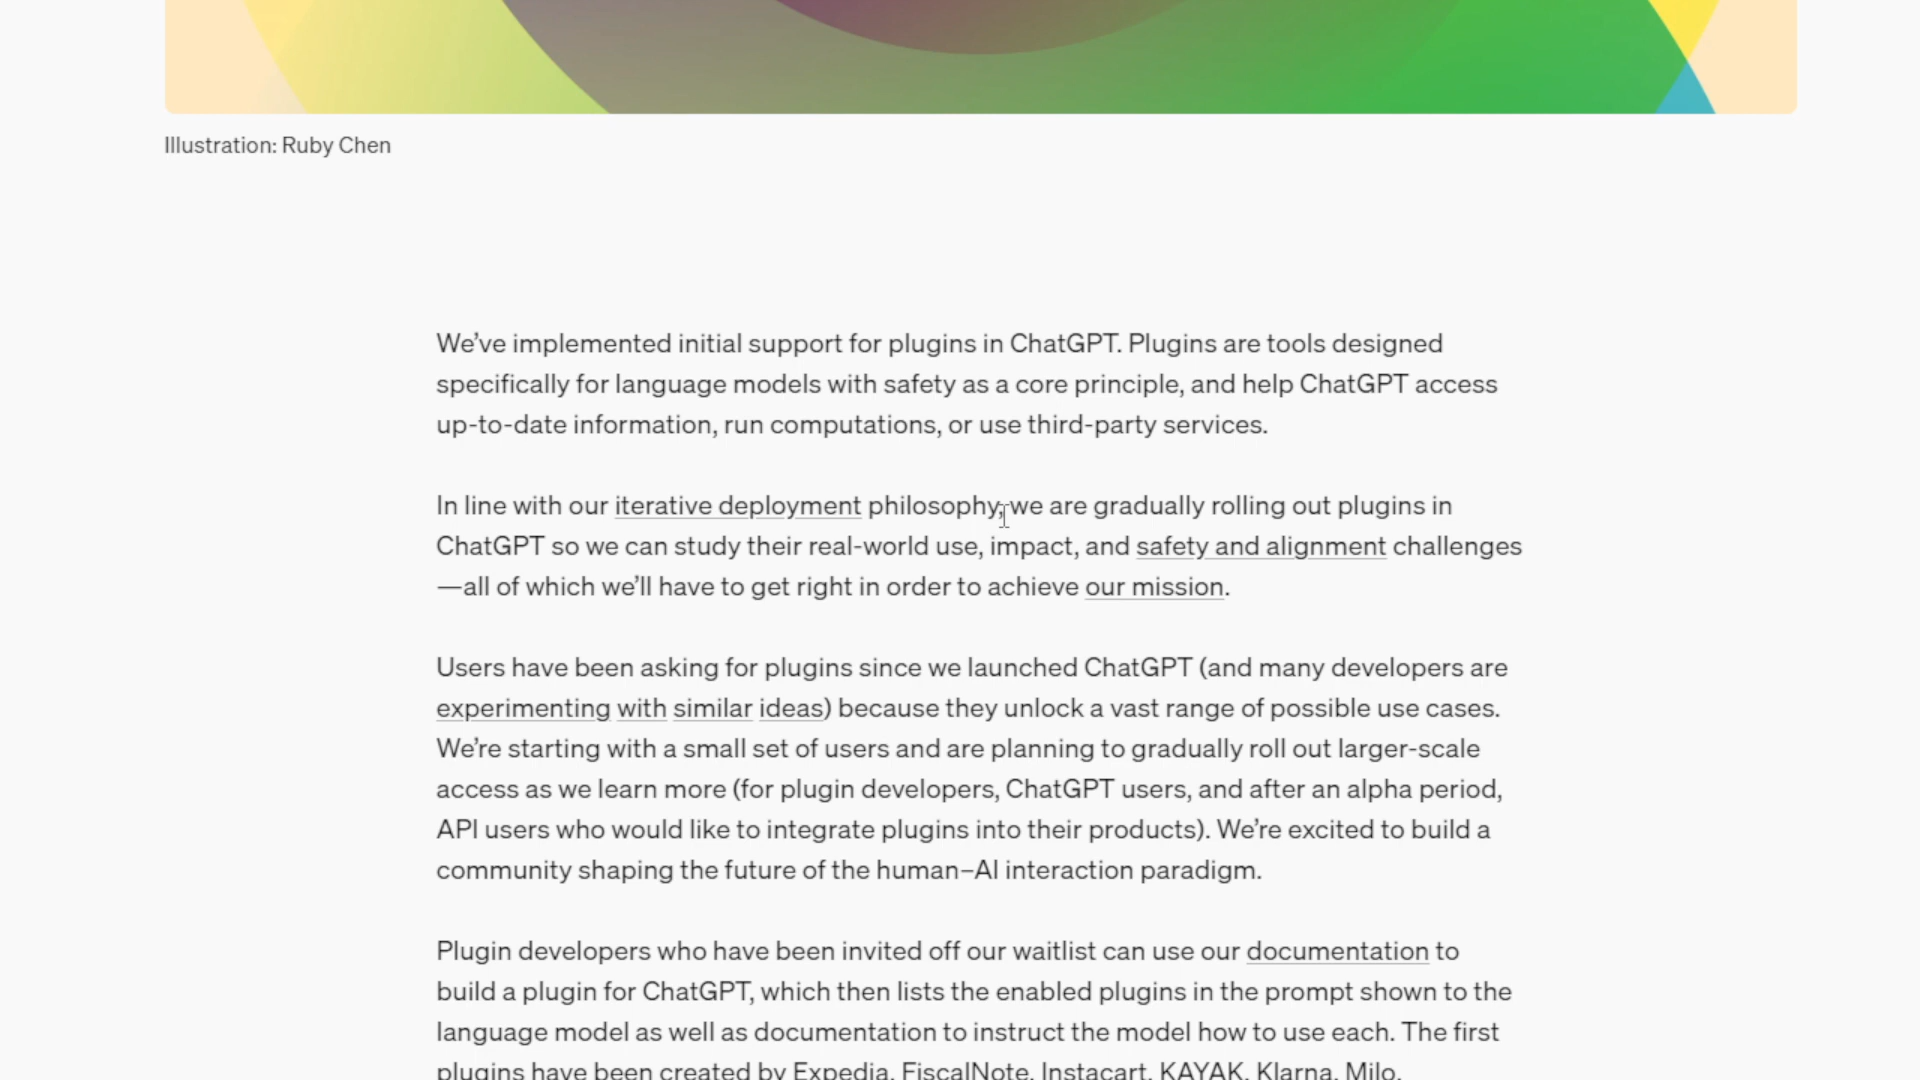 Illustration: Ruby Chen
We’ve implemented initial support for plugins in ChatGPT. Plugins are tools designed
specifically for language models with safety as a core principle, and help ChatGPT access
up-to-date information, run computations, or use third-party services.
In line with our iterative deployment philosophy, we are gradually rolling out plugins in
ChatGPT so we can study their real-world use, impact, and safety and alignment challenges
—all of which we’ll have to get right in order to achieve our mission.
Users have been asking for plugins since we launched ChatGPT (and many developers are
experimenting with similar ideas) because they unlock a vast range of possible use cases.
We’re starting with a small set of users and are planning to gradually roll out larger-scale
access as we learn more (for plugin developers, ChatGPT users, and after an alpha period,
API users who would like to integrate plugins into their products). We’re excited to build a
community shaping the future of the human–AI interaction paradigm.
Plugin developers who have been invited off our waitlist can use our documentation to
build a plugin for ChatGPT, which then lists the enabled plugins in the prompt shown to the
language model as well as documentation to instruct the model how to use each. The first
plugins have been created by Expedia, FiscalNote, Instacart, KAYAK, Klarna, Milo,